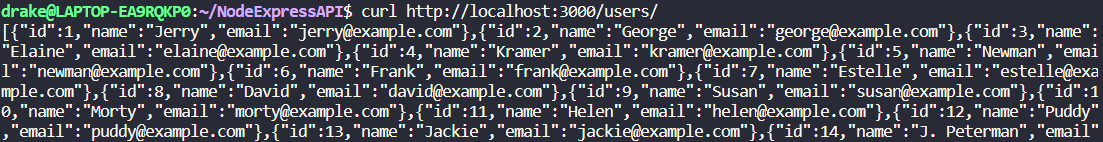 drake@LAPTOP-EA9RQKP0:~/NodeExpressAPI$ curl http://localhost:3000/users/
[{"id":1,"name":"Jerry","email":"jerry@example.com"},{"id":2,"name":"George","email":"george@example.com"},{"id":3,"name":
"Elaine","email":"elaine@example.com"},{"id":4,"name":"Kramer","email":"kramer@example.com"},{"id":5,"name":"Newman","emai
l":"newman@example.com"},{"id":6,"name":"Frank","email":"frank@example.com"},{"id":7,"name":"Estelle","email":"estelle@exa
mple.com"},{"id":8,"name":"David","email":"david@example.com"},{"id":9,"name":"Susan","email":"susan@example.com"},{"id":1
0,"name":"Morty","email":"morty@example.com"},{"id":11,"name":"Helen","email":"helen@example.com"},{"id":12,"name":"Puddy"
,"email":"puddy@example.com"},{"id":13,"name":"Jackie","email":"jackie@example.com"},{"id":14,"name":"J. Peterman","email"